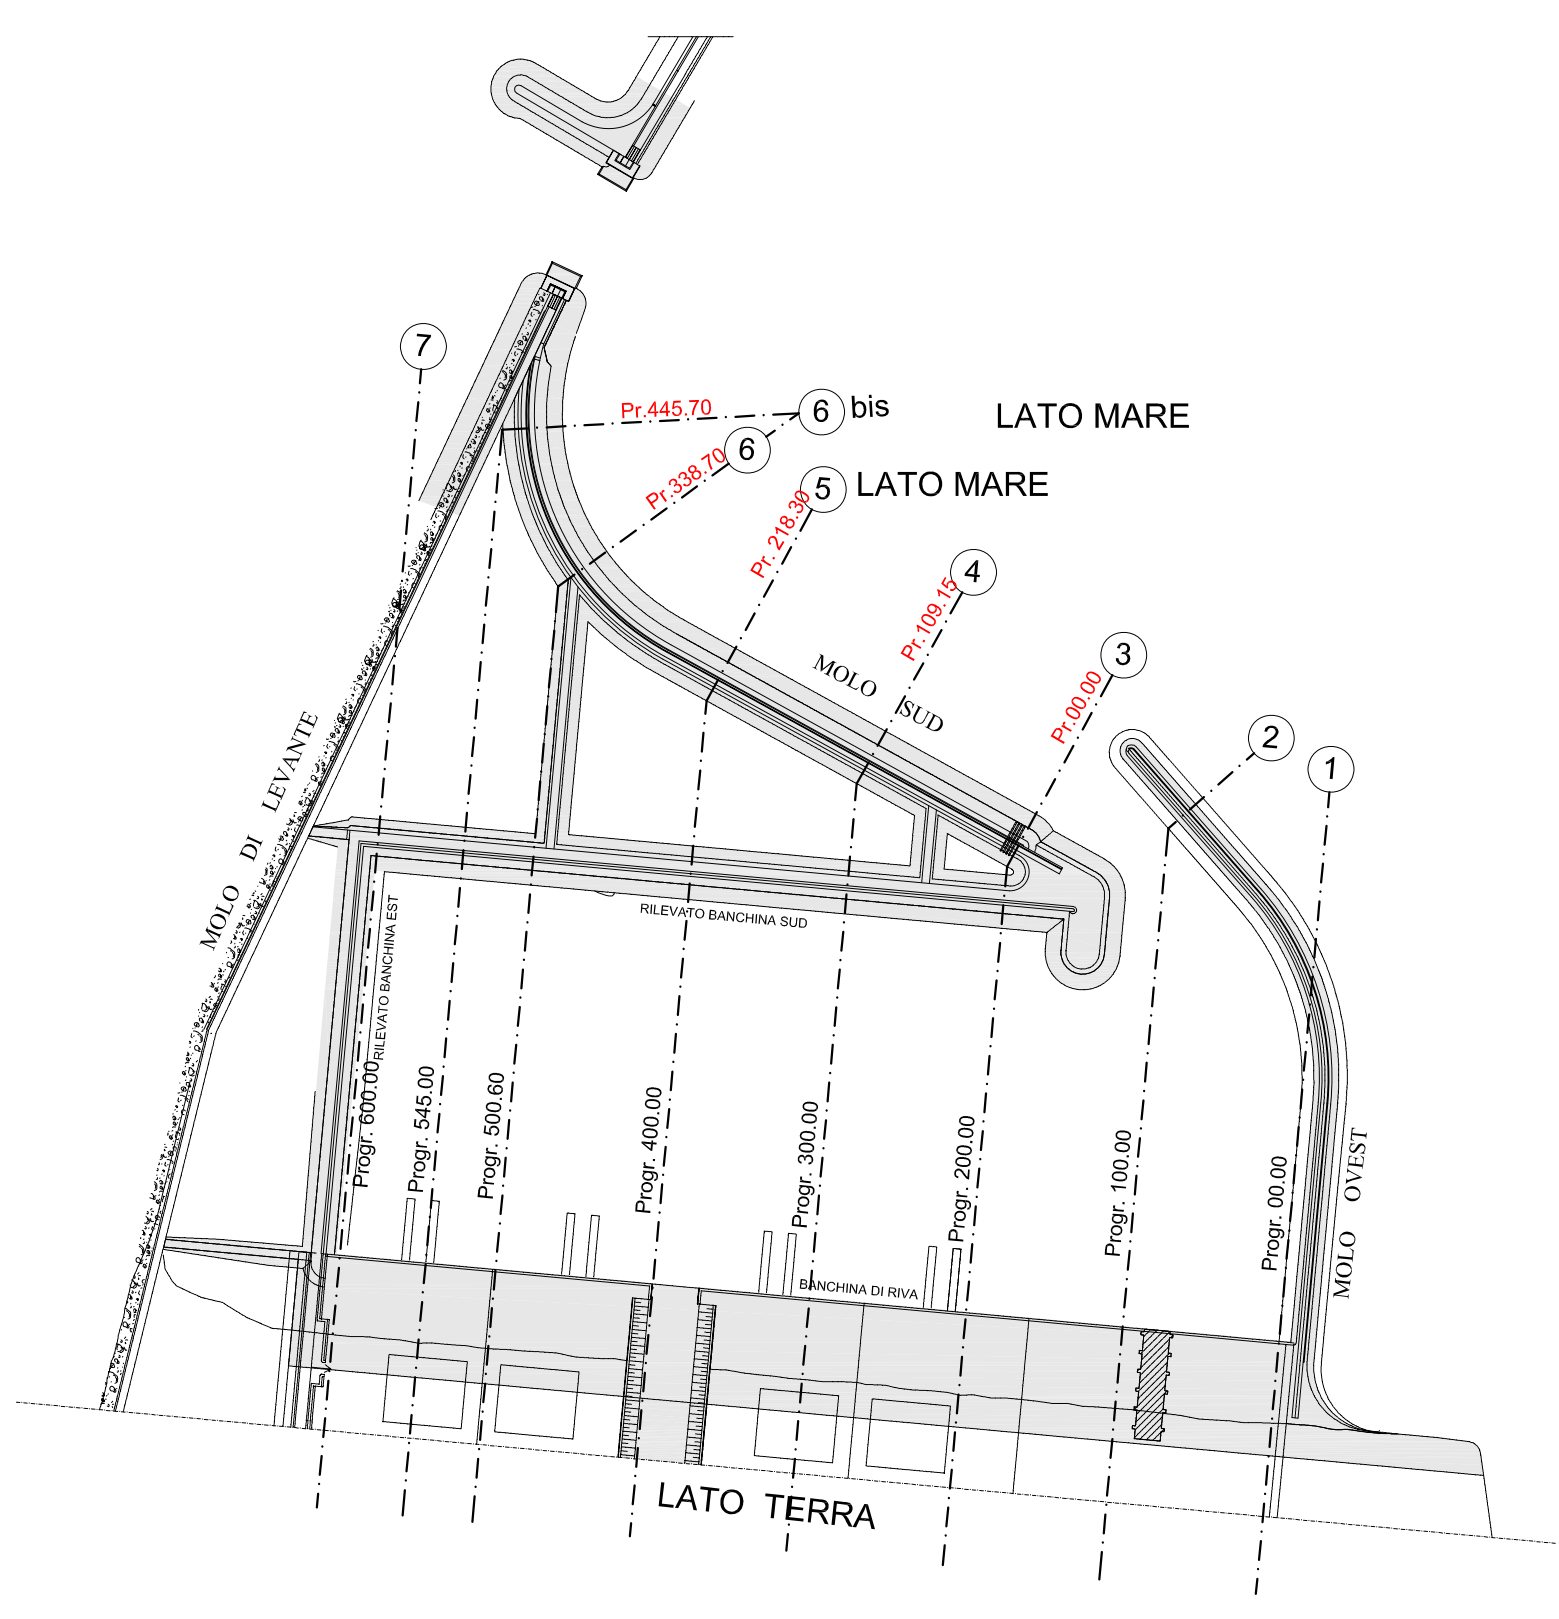 7
Pr.445.70
6 bis
LATO MARE
6
Pr.338.70
5 LATO MARE
Pr. 218.30
4
Pr.109.15
3
Pr.00.00
MOLO SUD
2
1
MOLO DI LEVANTE
RILEVATO BANCHINA SUD
RILEVATO BANCHINA EST
Progr. 600.00
Progr. 545.00
Progr. 500.60
Progr. 400.00
Progr. 300.00
Progr. 200.00
Progr. 100.00
Progr. 00.00
MOLO OVEST
BANCHINA DI RIVA
LATO TERRA